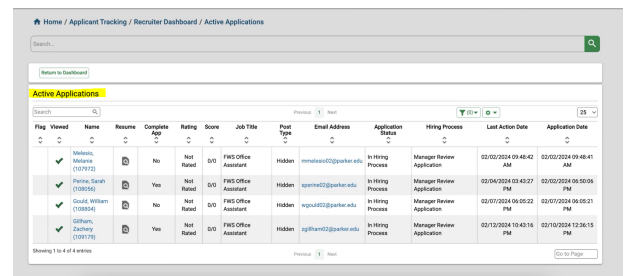 Home / Applicant Tracking / Recruiter Dashboard / Active Applications
Search...
Return to Dashboard
Active Applications
Search Previous 1 Next (0) 25
Flag Viewed Name Resume Complete App Rating Score Job Title Post Type Email Address Application Status Hiring Process Last Action Date Application Date
Melesio, Melanie (107972) No Not Rated 0/0 FWS Office Assistant Hidden mmelesio02@parker.edu In Hiring Process Manager Review Application 02/02/2024 09:48:42 AM 02/02/2024 09:48:41 AM
Perine, Sarah (108056) Yes Not Rated 0/0 FWS Office Assistant Hidden sperine02@parker.edu In Hiring Process Manager Review Application 02/04/2024 03:43:27 PM 02/02/2024 06:50:06 PM
Gould, William (108804) No Not Rated 0/0 FWS Office Assistant Hidden wgould02@parker.edu In Hiring Process Manager Review Application 02/07/2024 06:05:22 PM 02/07/2024 06:05:21 PM
Gillham, Zachery (109179) Yes Not Rated 0/0 FWS Office Assistant Hidden zgillham02@parker.edu In Hiring Process Manager Review Application 02/12/2024 10:43:16 PM 02/10/2024 12:36:15 PM
Showing 1 to 4 of 4 entries Previous 1 Next Go to Page